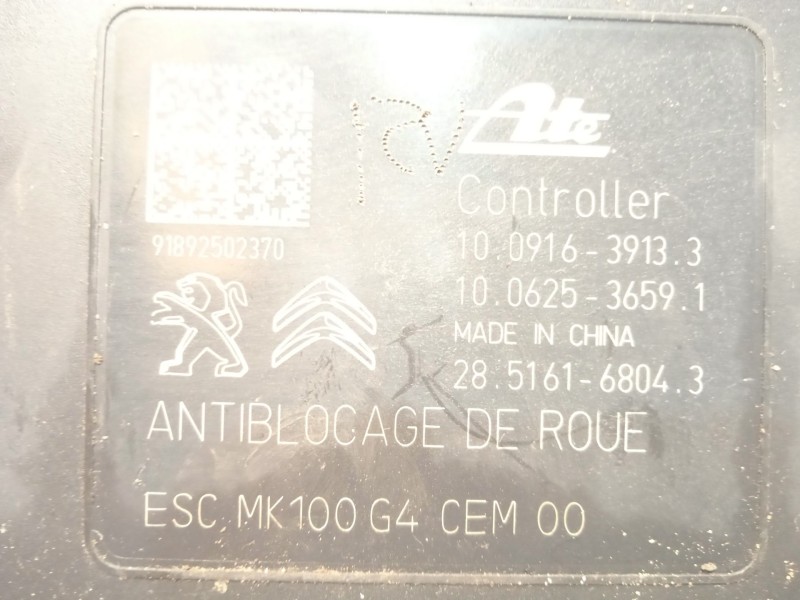 Ate
Controller
91892502370
10.0916-3913.3
10.0625-3659.1
MADE IN CHINA
28.5161-6804.3
ANTIBLOCAGE DE ROUE
ESC MK100 G4 CEM 00